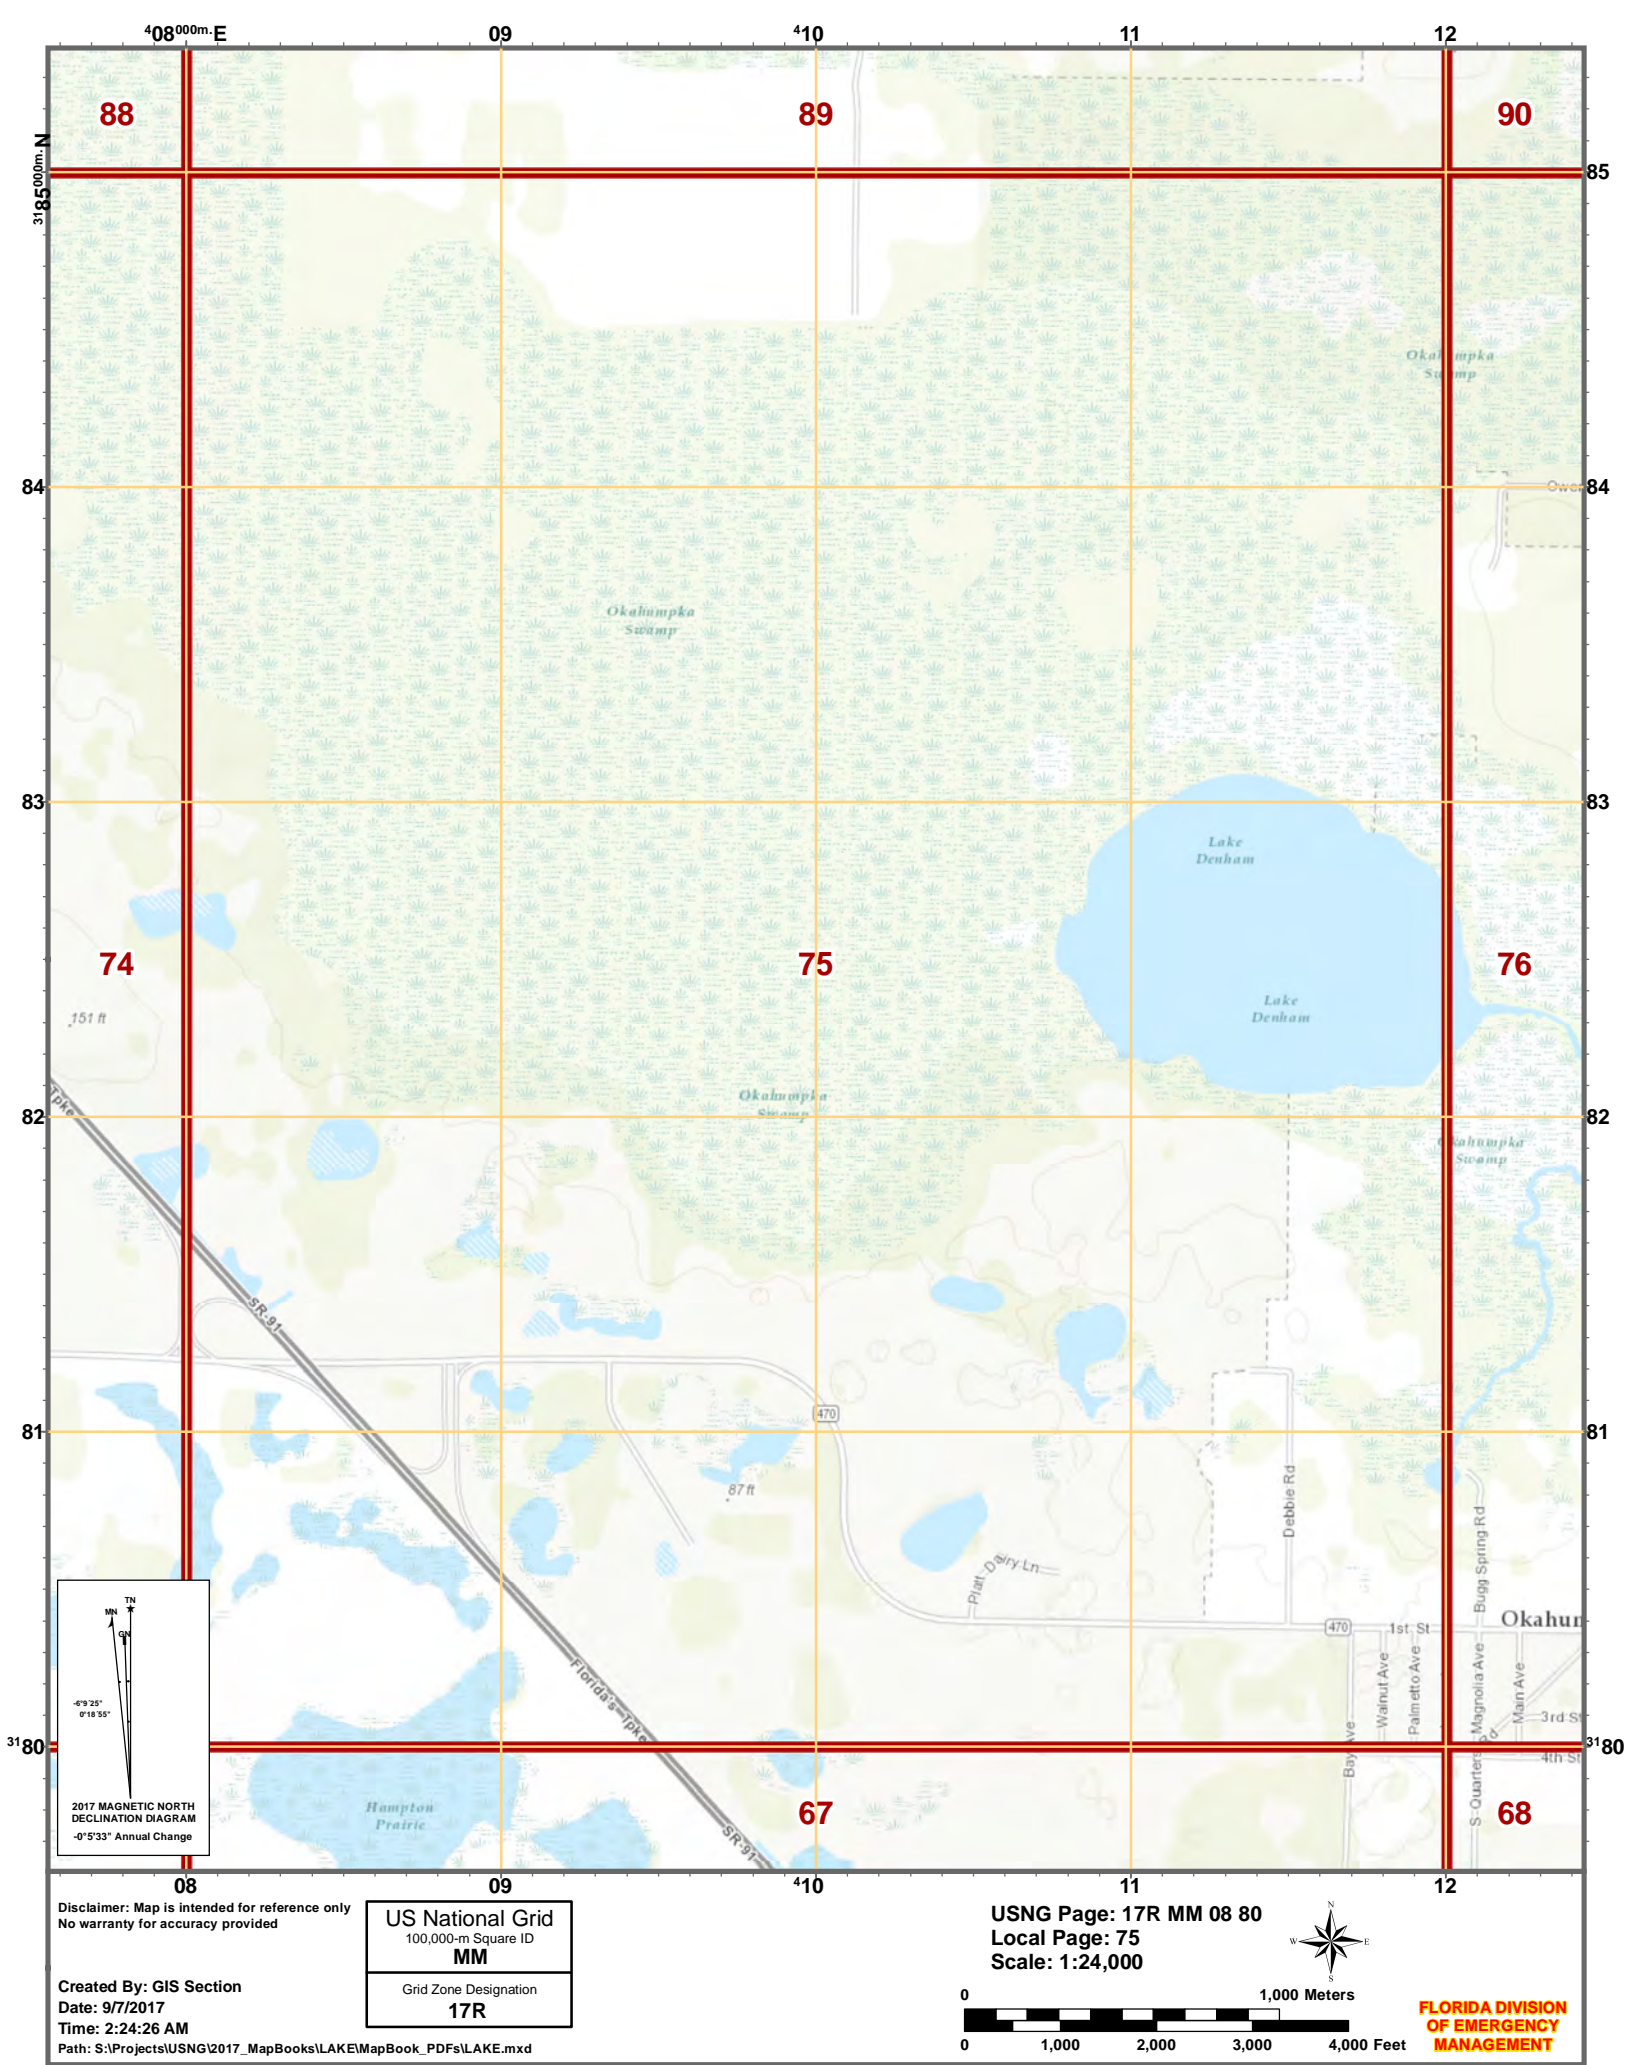 408000m.E 09 410 11 12
88 89 90
3185000m.N 85
Okahumpka
Swamp
84 84
Owen
Okahumpka
Swamp
83 83
Lake
Denham
74 75 76
Lake
Denham
151 ft
Okahumpka
Swamp
Tpke
82 82
Okahumpka
Swamp
SR-91
470
81 81
87 ft
Debbie Rd
Platt Dairy Ln
Bugg Spring Rd
470 1st St Okahum
Walnut Ave
Palmetto Ave
Magnolia Ave
Main Ave
Florida's Tpke
3rd St
3180 3180
4th St
Bay Ave
S Quarters Rd
Hampton
Prairie
67 68
SR-91
TN
MN
GN
-6°9'25"
0°18'55"
2017 MAGNETIC NORTH
DECLINATION DIAGRAM
-0°5'33" Annual Change
08 09 410 11 12
Disclaimer: Map is intended for reference only
No warranty for accuracy provided
Created By: GIS Section
Date: 9/7/2017
Time: 2:24:26 AM
Path: S:\Projects\USNG\2017_MapBooks\LAKE\MapBook_PDFs\LAKE.mxd
US National Grid
100,000-m Square ID
MM
Grid Zone Designation
17R
USNG Page: 17R MM 08 80
Local Page: 75
Scale: 1:24,000
N
W E
S
0 1,000 Meters
0 1,000 2,000 3,000 4,000 Feet
FLORIDA DIVISION
OF EMERGENCY
MANAGEMENT